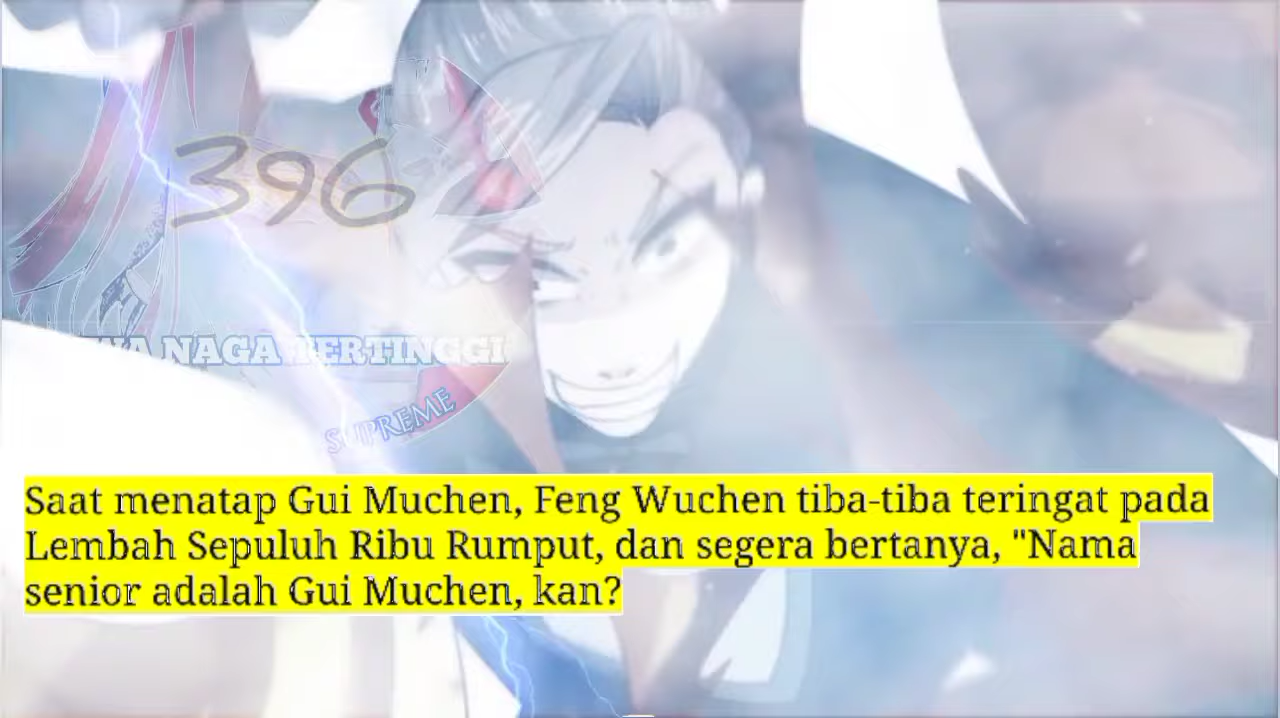 396
NAGA TERTINGGI
SUPREME
Saat menatap Gui Muchen, Feng Wuchen tiba-tiba teringat pada
Lembah Sepuluh Ribu Rumput, dan segera bertanya, "Nama
senior adalah Gui Muchen, kan?